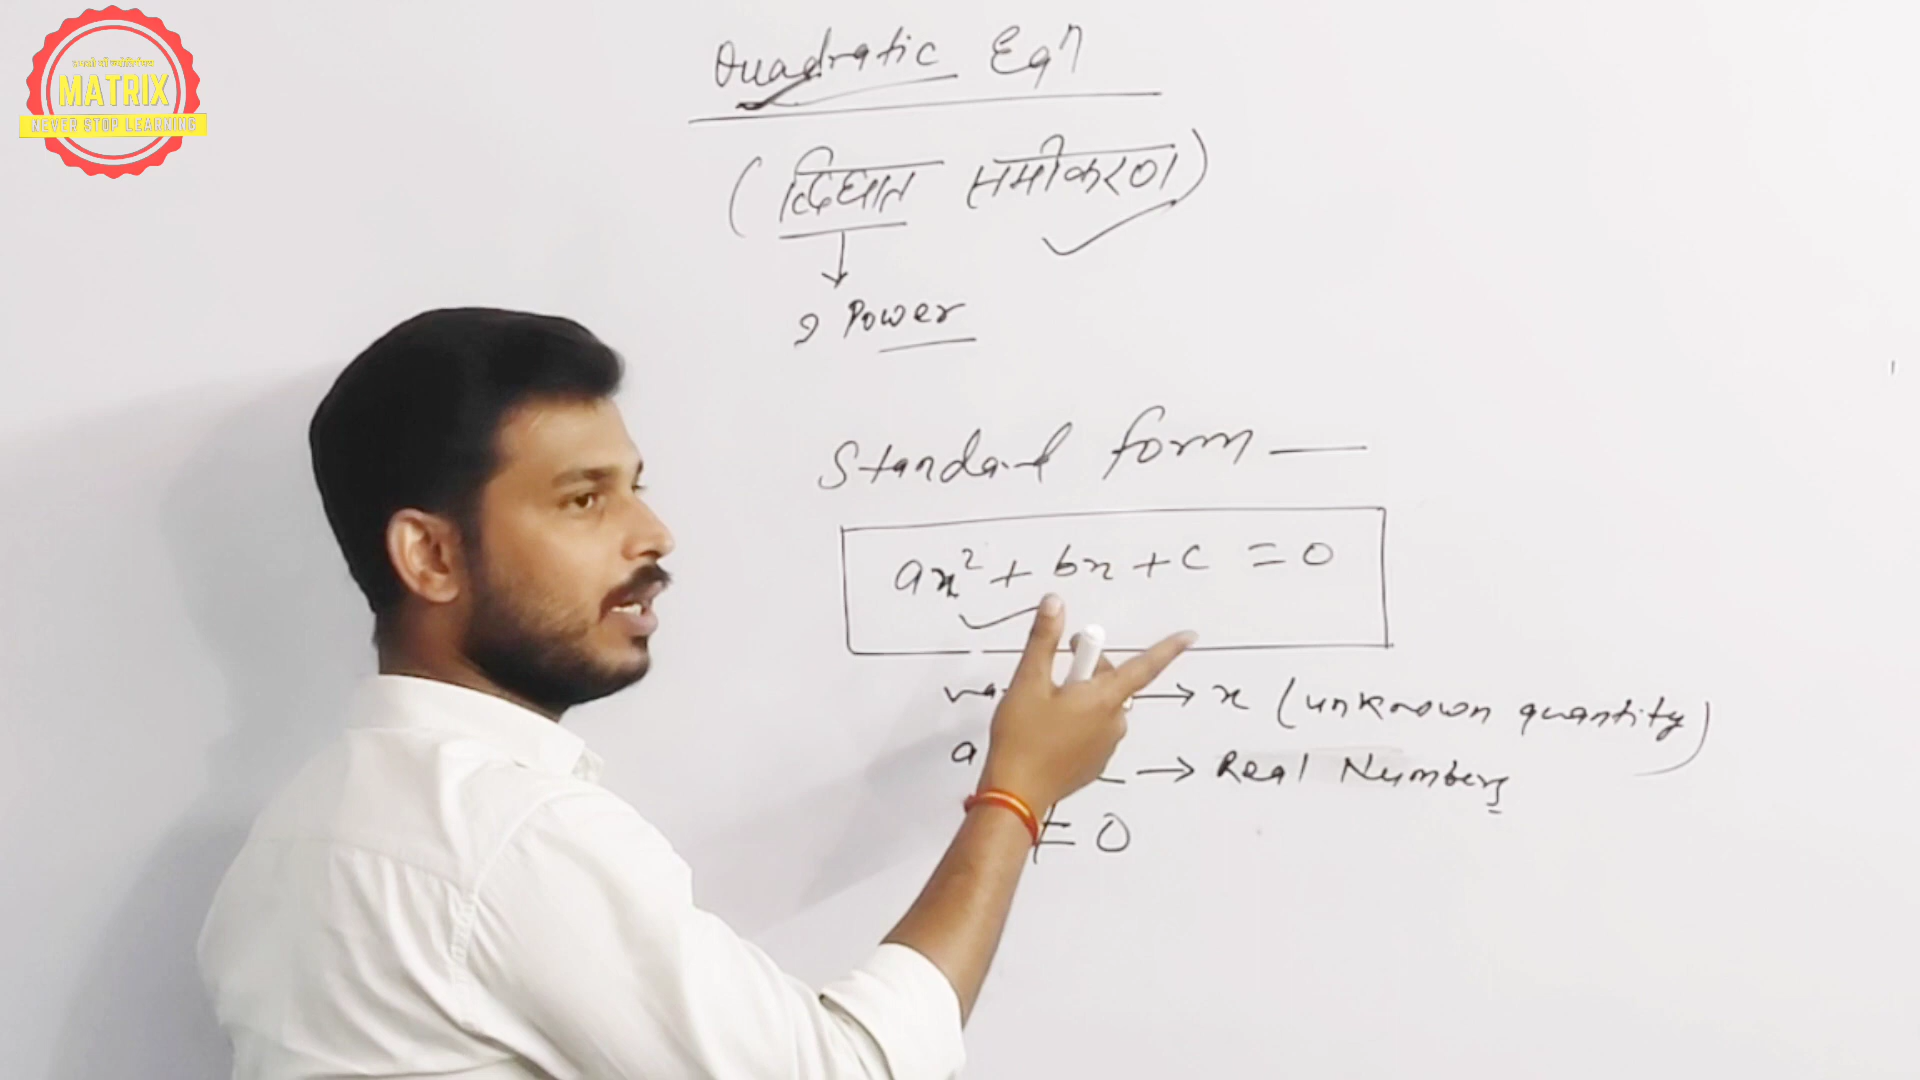 MATRIX
NEVER STOP LEARNING
Quadratic Eqn
(द्विघात समीकरण)
2 Power
Standard form —
ax² + bx + c = 0
→ x (unknown quantity)
a → Real Numbers
≠ 0